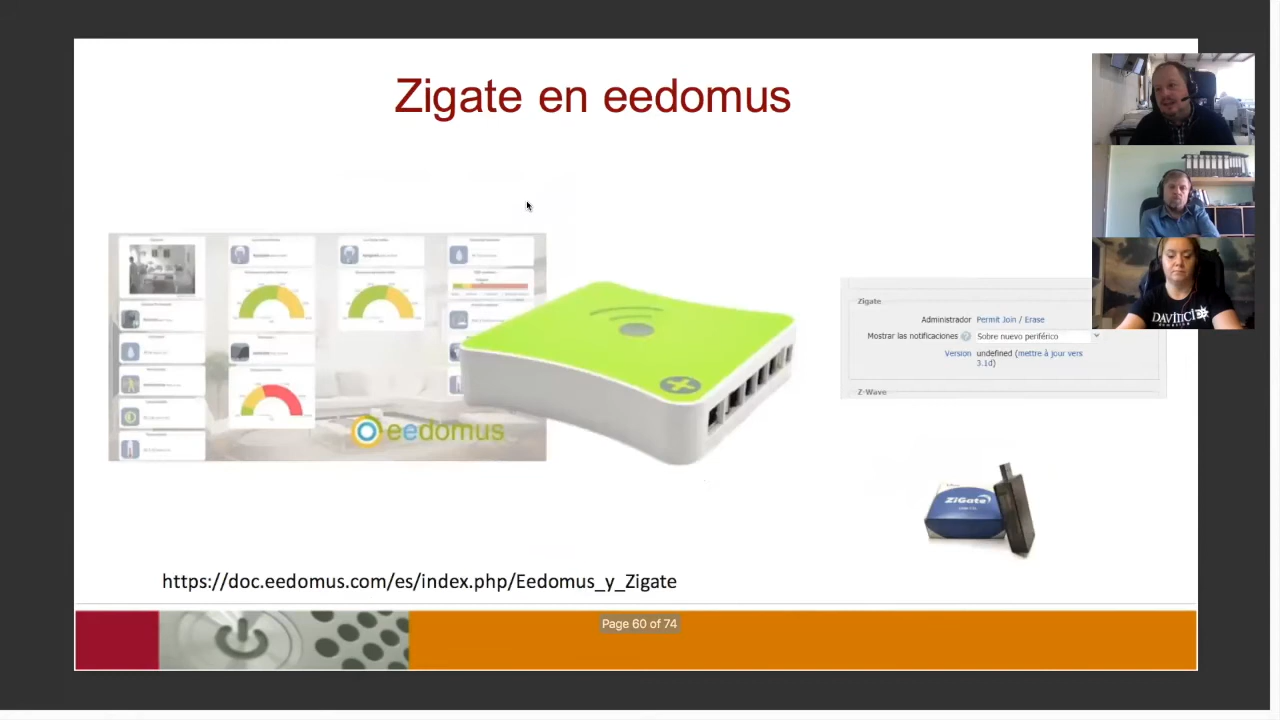 Zigate en eedomus
eedomus
Zigate
Administrador Permit Join / Erase
Mostrar las notificaciones Sobre nuevo periférico
Version undefined (mettre à jour vers
3.1d)
Z-Wave
ZiGate
DAVINCI
https://doc.eedomus.com/es/index.php/Eedomus_y_Zigate
Page 60 of 74